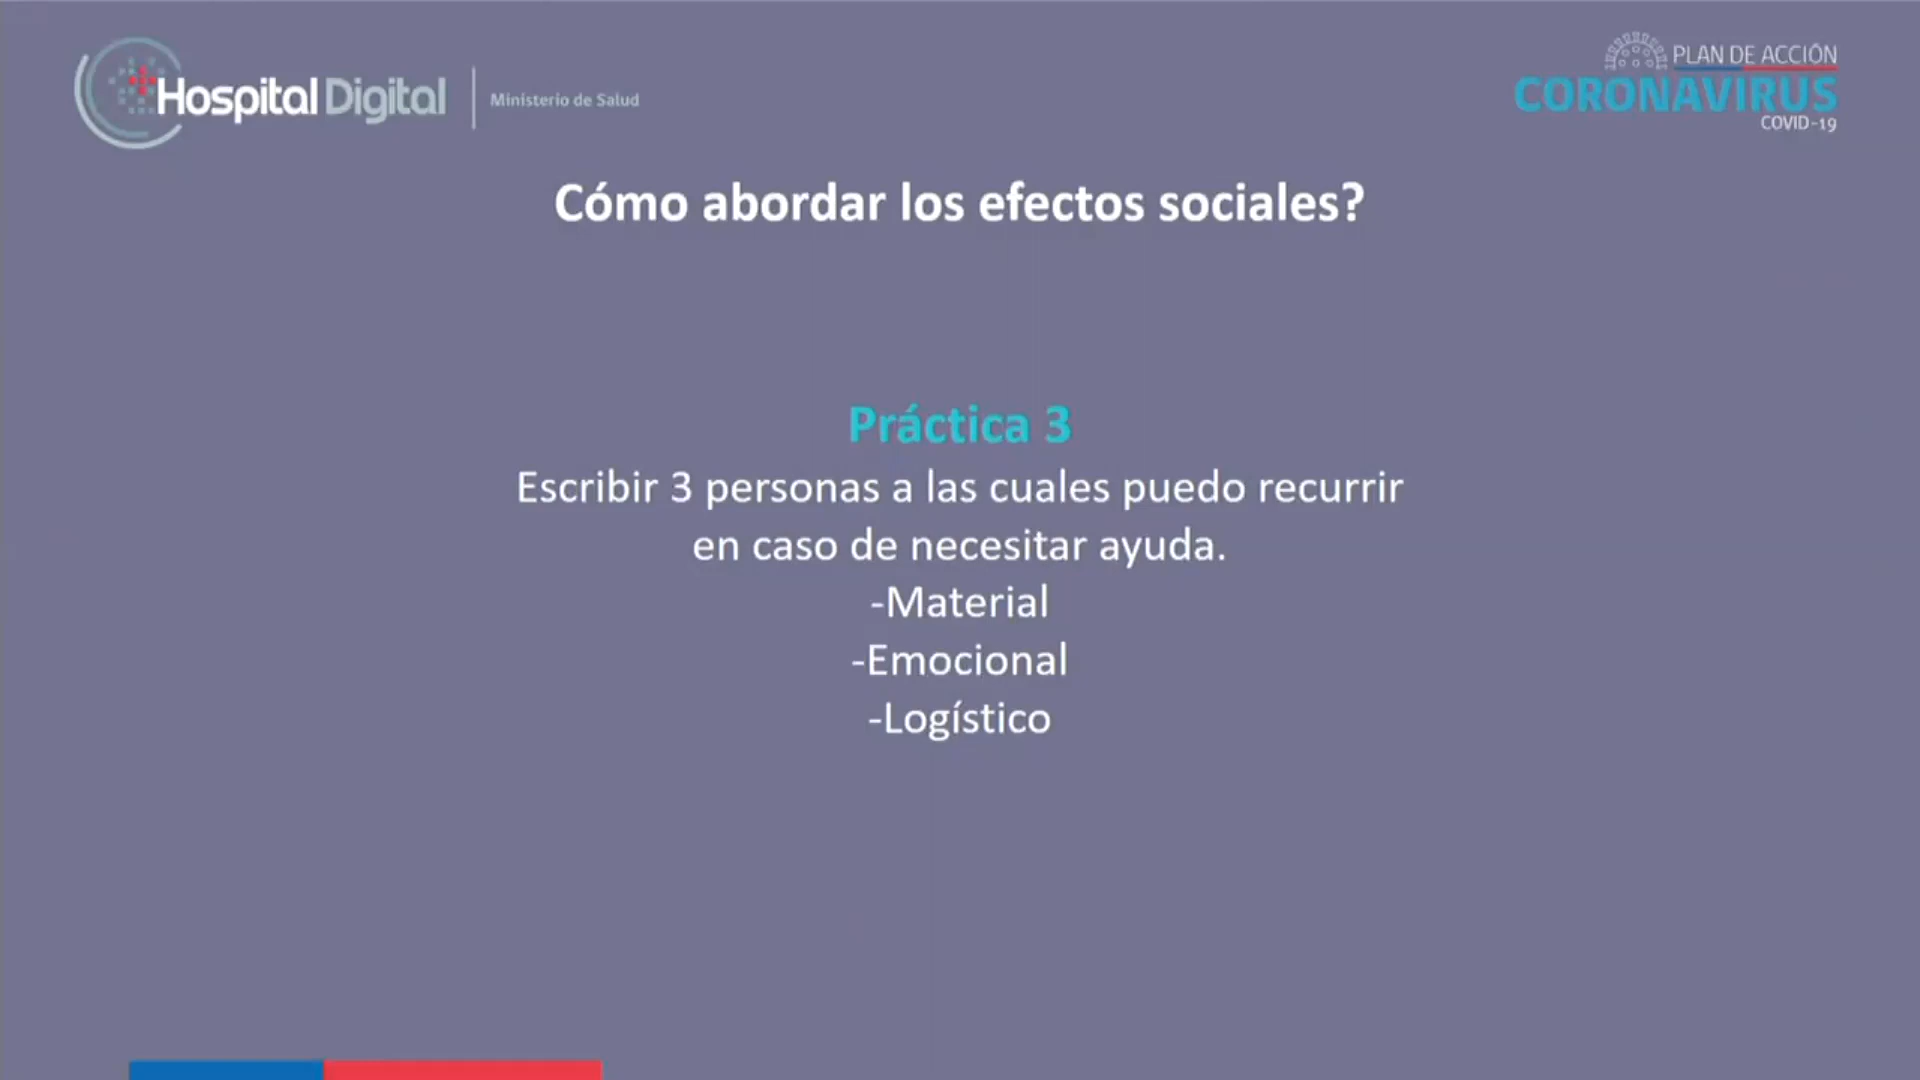 Hospital Digital
Ministerio de Salud
PLAN DE ACCIÓN
CORONAVIRUS
COVID-19
Cómo abordar los efectos sociales?
Práctica 3
Escribir 3 personas a las cuales puedo recurrir
en caso de necesitar ayuda.
-Material
-Emocional
-Logístico